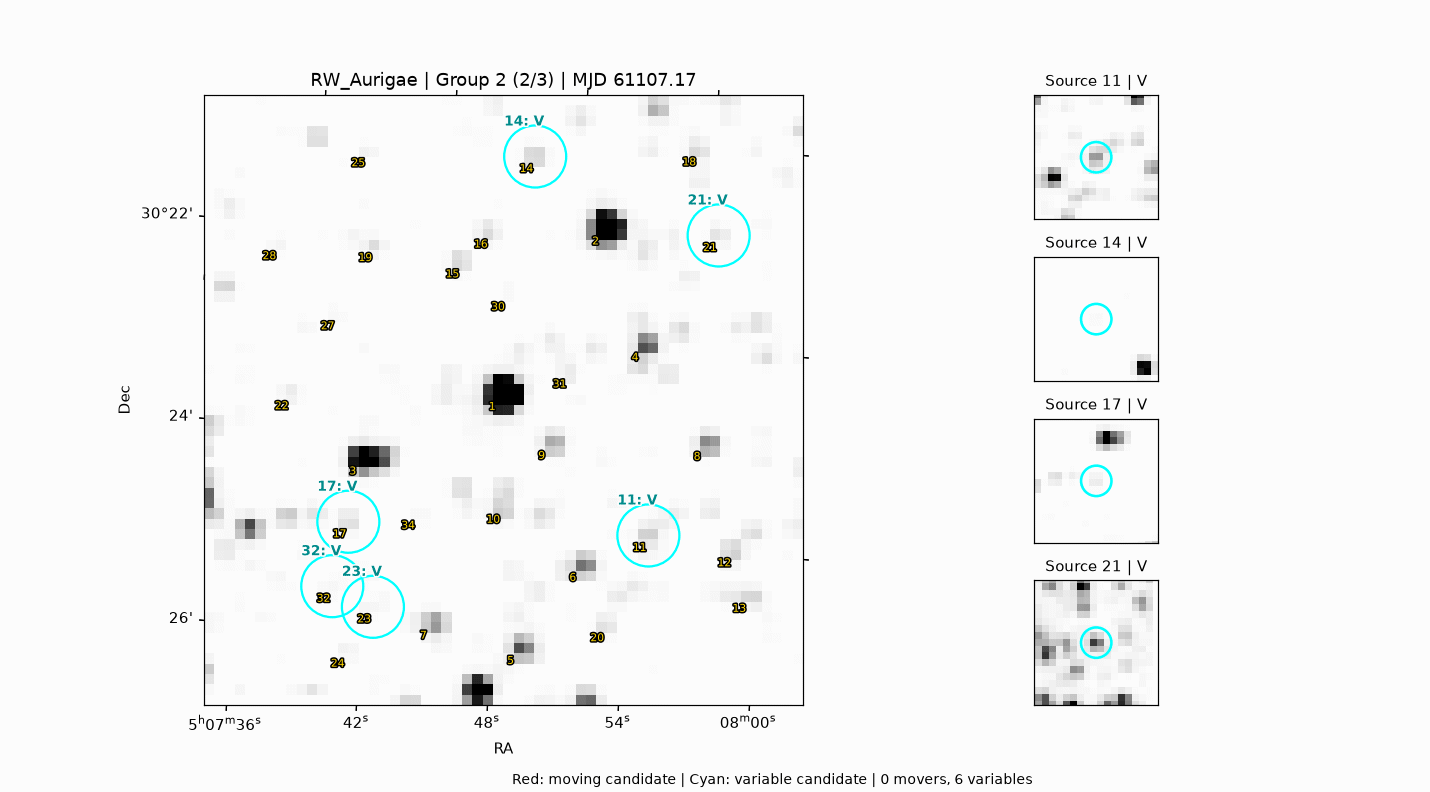 RW_Aurigae | Group 2 (2/3) | MJD 61107.17
Source 11 | V
14: V
25
14
18
21: V
30°22'
2
21
16
28
19
15
Source 14 | V
30
27
4
31
22
1
Dec
24'
Source 17 | V
9
8
3
17: V
11: V
10
34
17
11
32: V
12
23: V
Source 21 | V
6
32
13
23
26'
7
20
5
24
5ʰ07ᵐ36ˢ 42ˢ 48ˢ 54ˢ 08ᵐ00ˢ
RA
Red: moving candidate | Cyan: variable candidate | 0 movers, 6 variables